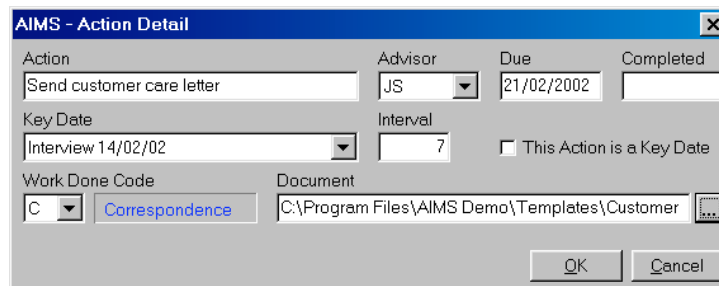 AIMS - Action Detail
Action Advisor Due Completed
Send customer care letter JS 21/02/2002
Key Date Interval
Interview 14/02/02 7 This Action is a Key Date
Work Done Code Document
C Correspondence C:\Program Files\AIMS Demo\Templates\Customer ...
OK Cancel